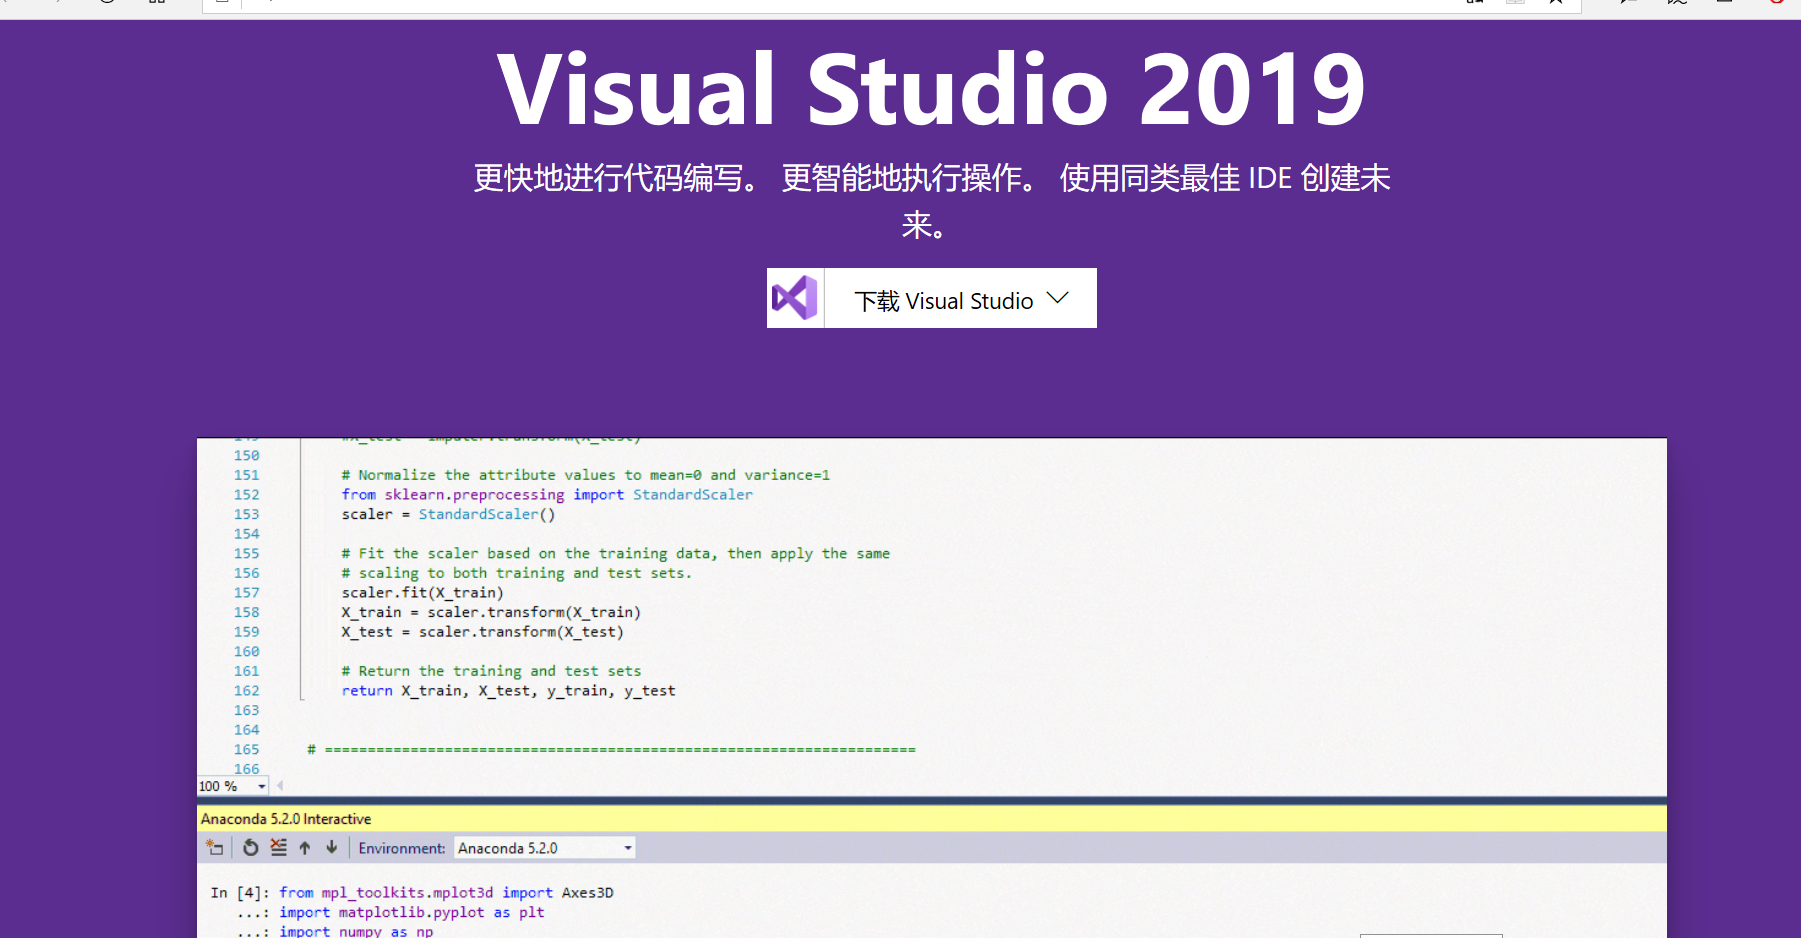 Visual Studio 2019
更快地进行代码编写。 更智能地执行操作。 使用同类最佳 IDE 创建未
来。
下载 Visual Studio
149 #X_test = imputer.transform(X_test)
150
151 # Normalize the attribute values to mean=0 and variance=1
152 from sklearn.preprocessing import StandardScaler
153 scaler = StandardScaler()
154
155 # Fit the scaler based on the training data, then apply the same
156 # scaling to both training and test sets.
157 scaler.fit(X_train)
158 X_train = scaler.transform(X_train)
159 X_test = scaler.transform(X_test)
160
161 # Return the training and test sets
162 return X_train, X_test, y_train, y_test
163
164
165 # =====================================================================
166
100 %
Anaconda 5.2.0 Interactive
Environment: Anaconda 5.2.0
In [4]: from mpl_toolkits.mplot3d import Axes3D
...: import matplotlib.pyplot as plt
...: import numpy as np